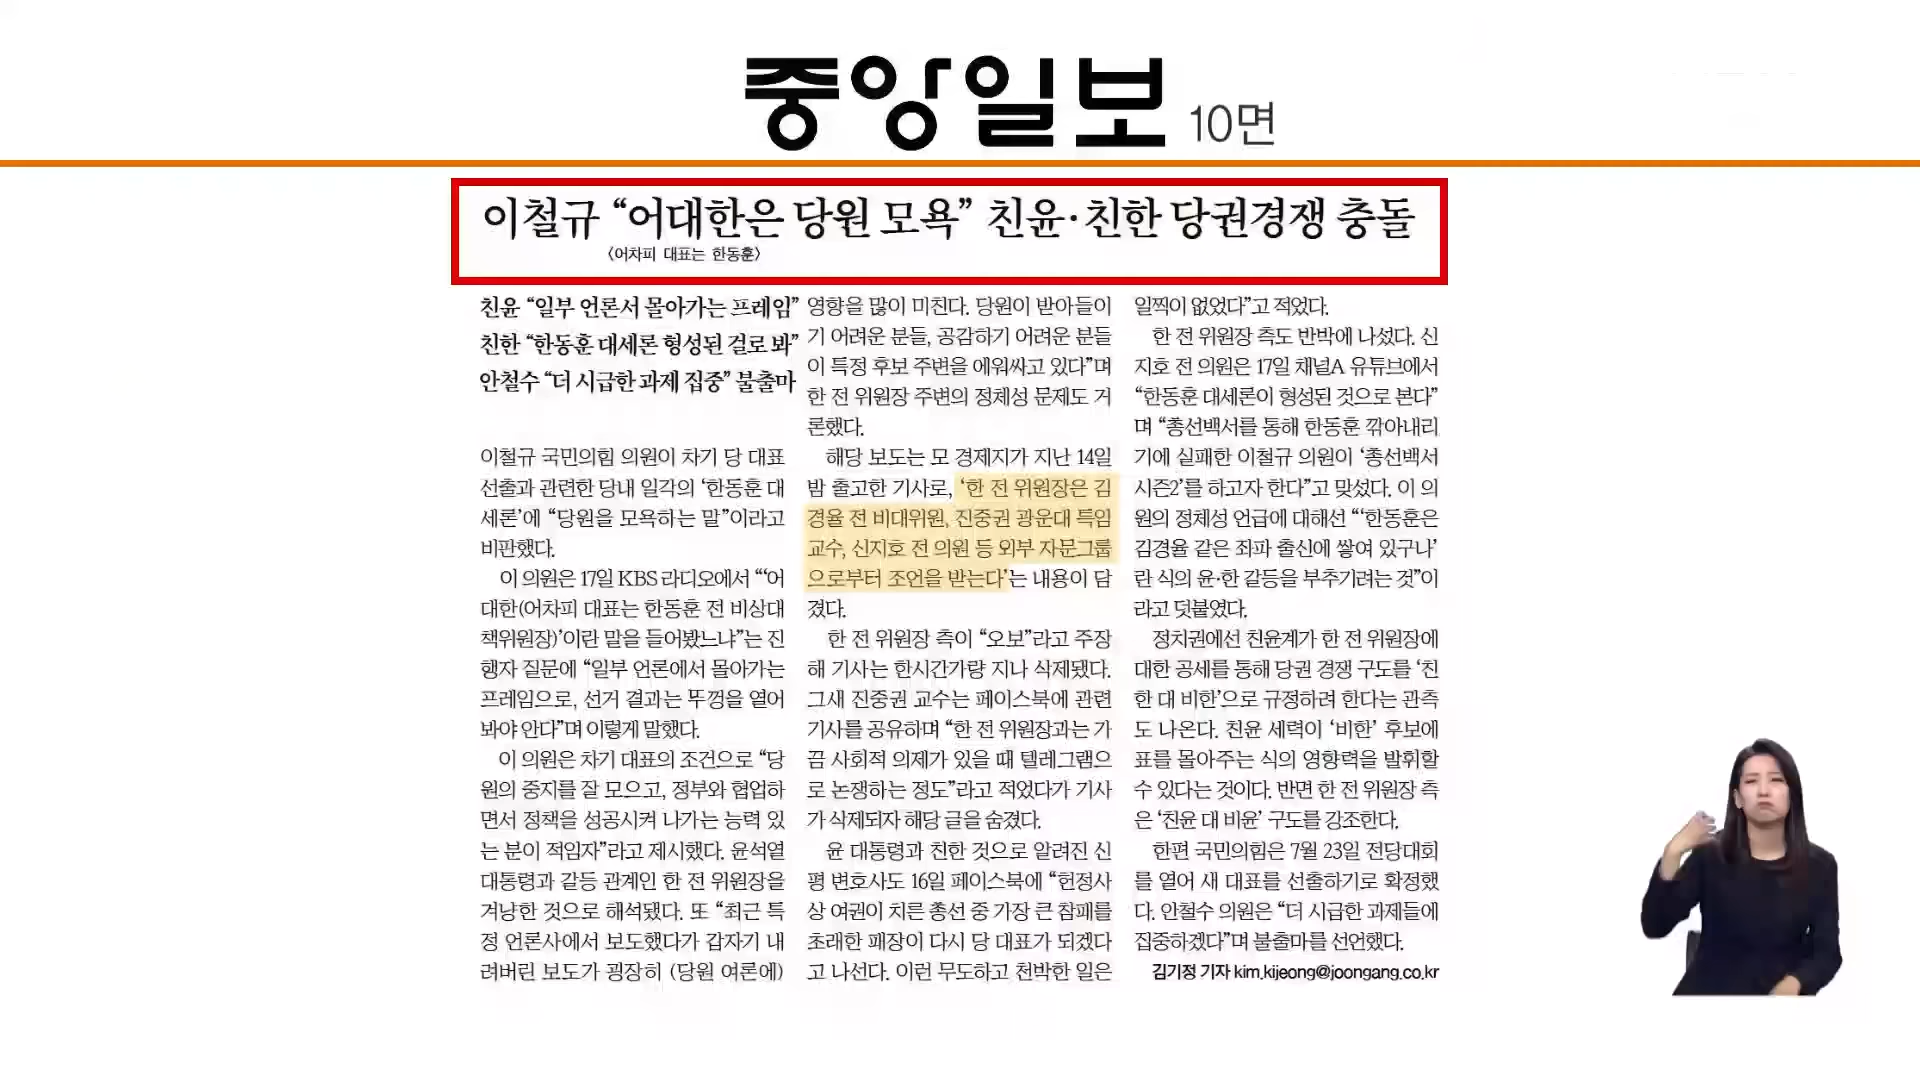 중앙일보 10면
이철규 “어대한은 당원 모욕” 친윤·친한 당권경쟁 충돌
〈어차피 대표는 한동훈〉
친윤 “일부 언론서 몰아가는 프레임”
친한 “한동훈 대세론 형성된 걸로 봐”
안철수 “더 시급한 과제 집중” 불출마
이철규 국민의힘 의원이 차기 당 대표
선출과 관련한 당내 일각의 ‘한동훈 대
세론’에 “당원을 모욕하는 말”이라고
비판했다.
이 의원은 17일 KBS 라디오에서 “‘어
대한(어차피 대표는 한동훈 전 비상대
책위원장)’이란 말을 들어봤느냐”는 진
행자 질문에 “일부 언론에서 몰아가는
프레임으로, 선거 결과는 뚜껑을 열어
봐야 안다”며 이렇게 말했다.
이 의원은 차기 대표의 조건으로 “당
원의 중지를 잘 모으고, 정부와 협업하
면서 정책을 성공시켜 나가는 능력 있
는 분이 적임자”라고 제시했다. 윤석열
대통령과 갈등 관계인 한 전 위원장을
겨냥한 것으로 해석됐다. 또 “최근 특
정 언론사에서 보도했다가 갑자기 내
려버린 보도가 굉장히 (당원 여론에)
영향을 많이 미친다. 당원이 받아들이
기 어려운 분들, 공감하기 어려운 분들
이 특정 후보 주변을 에워싸고 있다”며
한 전 위원장 주변의 정체성 문제도 거
론했다.
해당 보도는 모 경제지가 지난 14일
밤 출고한 기사로, ‘한 전 위원장은 김
경율 전 비대위원, 진중권 광운대 특임
교수, 신지호 전 의원 등 외부 자문그룹
으로부터 조언을 받는다’는 내용이 담
겼다.
한 전 위원장 측이 “오보”라고 주장
해 기사는 한시간가량 지나 삭제됐다.
그새 진중권 교수는 페이스북에 관련
기사를 공유하며 “한 전 위원장과는 가
끔 사회적 의제가 있을 때 텔레그램으
로 논쟁하는 정도”라고 적었다가 기사
가 삭제되자 해당 글을 숨겼다.
윤 대통령과 친한 것으로 알려진 신
평 변호사도 16일 페이스북에 “헌정사
상 여권이 치른 총선 중 가장 큰 참패를
초래한 패장이 다시 당 대표가 되겠다
고 나선다. 이런 무도하고 천박한 일은
일찍이 없었다”고 적었다.
한 전 위원장 측도 반박에 나섰다. 신
지호 전 의원은 17일 채널A 유튜브에서
“한동훈 대세론이 형성된 것으로 본다”
며 “총선백서를 통해 한동훈 깎아내리
기에 실패한 이철규 의원이 ‘총선백서
시즌2’를 하고자 한다”고 맞섰다. 이 의
원의 정체성 언급에 대해선 “‘한동훈은
김경율 같은 좌파 출신에 쌓여 있구나’
란 식의 윤·한 갈등을 부추기려는 것”이
라고 덧붙였다.
정치권에선 친윤계가 한 전 위원장에
대한 공세를 통해 당권 경쟁 구도를 ‘친
한 대 비한’으로 규정하려 한다는 관측
도 나온다. 친윤 세력이 ‘비한’ 후보에
표를 몰아주는 식의 영향력을 발휘할
수 있다는 것이다. 반면 한 전 위원장 측
은 ‘친윤 대 비윤’ 구도를 강조한다.
한편 국민의힘은 7월 23일 전당대회
를 열어 새 대표를 선출하기로 확정했
다. 안철수 의원은 “더 시급한 과제들에
집중하겠다”며 불출마를 선언했다.
김기정 기자 kim.kijeong@joongang.co.kr